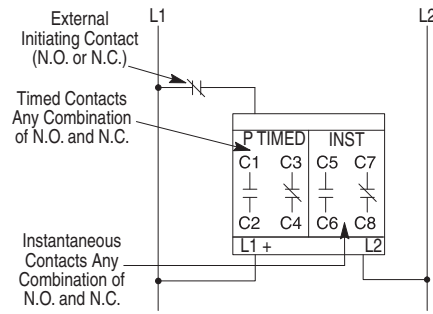 L1
L2
External
Initiating Contact
(N.O. or N.C.)
Timed Contacts
Any Combination
of N.O. and N.C.
P TIMED INST
C1 C3 C5 C7
C2 C4 C6 C8
L1 + L2
Instantaneous
Contacts Any
Combination of
N.O. and N.C.